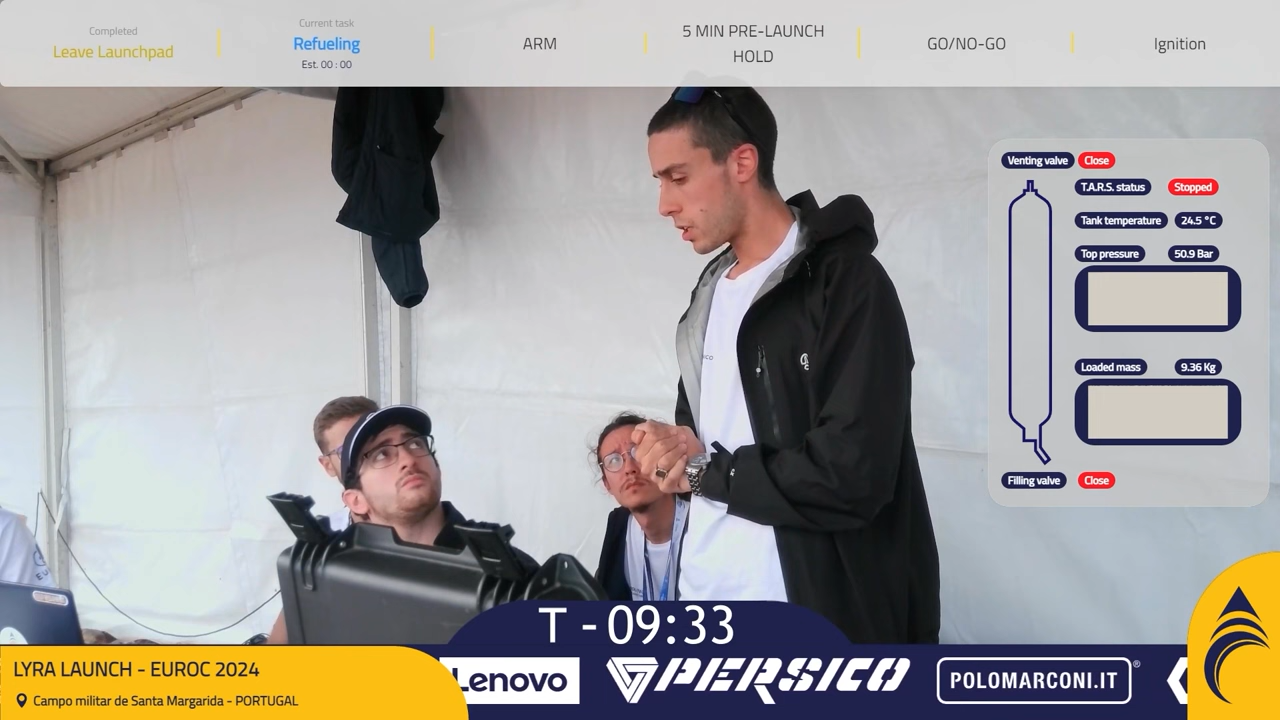 Completed
Leave Launchpad
Current task
Refueling
Est. 00 : 00
ARM
5 MIN PRE-LAUNCH
HOLD
GO/NO-GO
Ignition
Venting valve Close
T.A.R.S. status Stopped
Tank temperature 24.5 °C
Top pressure 50.9 Bar
Loaded mass 9.36 Kg
Filling valve Close
T - 09:33
LYRA LAUNCH - EUROC 2024
Campo militar de Santa Margarida - PORTUGAL
Lenovo
PERSICO
POLOMARCONI.IT®